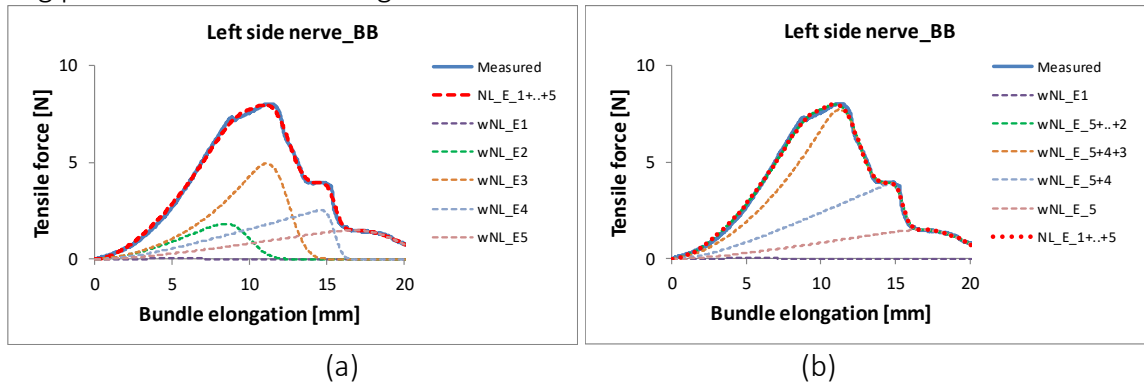 Left side nerve_BB
10
5
0
Tensile force [N]
0 5 10 15 20
Bundle elongation [mm]
Measured
NL_E_1+..+5
wNL_E1
wNL_E2
wNL_E3
wNL_E4
wNL_E5
(a)
Left side nerve_BB
10
5
0
Tensile force [N]
0 5 10 15 20
Bundle elongation [mm]
Measured
wNL_E1
wNL_E_5+..+2
wNL_E_5+4+3
wNL_E_5+4
wNL_E_5
NL_E_1+..+5
(b)